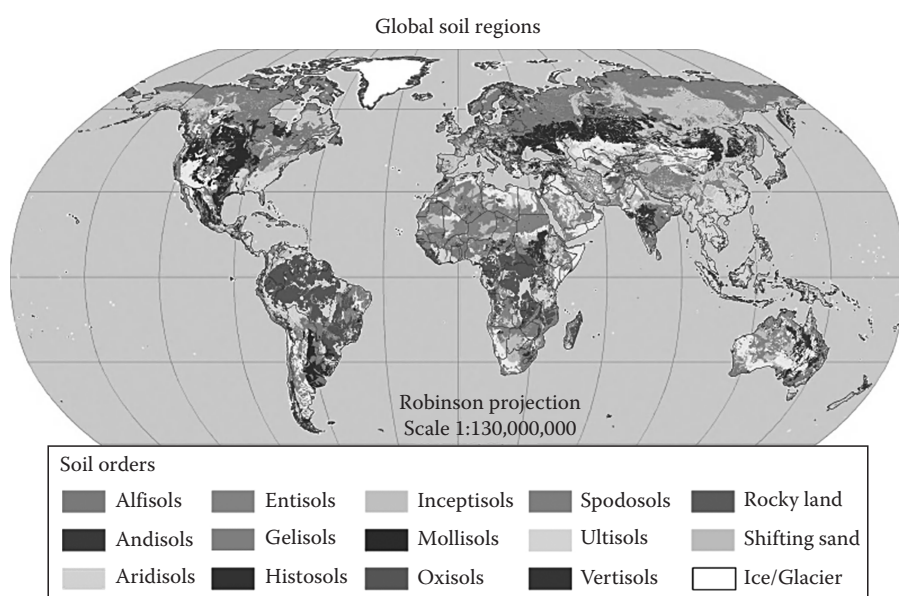 Global soil regions
Robinson projection
Scale 1:130,000,000
Soil orders
Alfisols Entisols Inceptisols Spodosols Rocky land
Andisols Gelisols Mollisols Ultisols Shifting sand
Aridisols Histosols Oxisols Vertisols Ice/Glacier